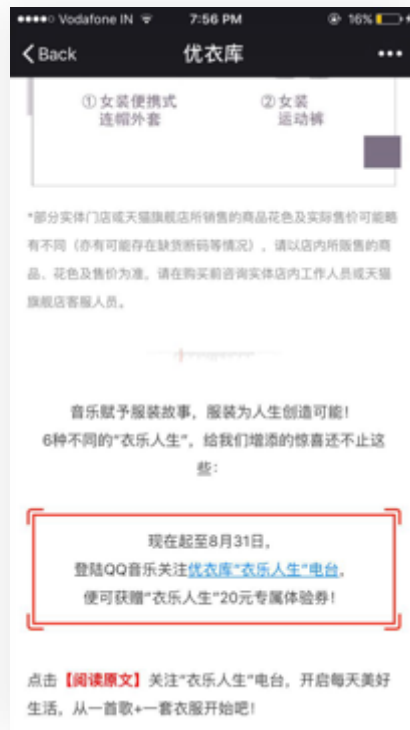 Vodafone IN 7:56 PM 16%
Back 优衣库
①女装便携式 ②女装
连帽外套 运动裤
*部分实体门店或天猫旗舰店所销售的商品花色及实际售价可能略
有不同（亦有可能存在缺货断码等情况），请以店内所贩售的商
品、花色及售价为准，请在购买前咨询实体店内工作人员或天猫
旗舰店客服人员。
音乐赋予服装故事，服装为人生创造可能！
6种不同的“衣乐人生”，给我们增添的惊喜还不止这
些：
现在起至8月31日，
登陆QQ音乐关注优衣库“衣乐人生”电台，
便可获赠“衣乐人生”20元专属体验券！
点击【阅读原文】关注“衣乐人生”电台，开启每天美好
生活，从一首歌+一套衣服开始吧！